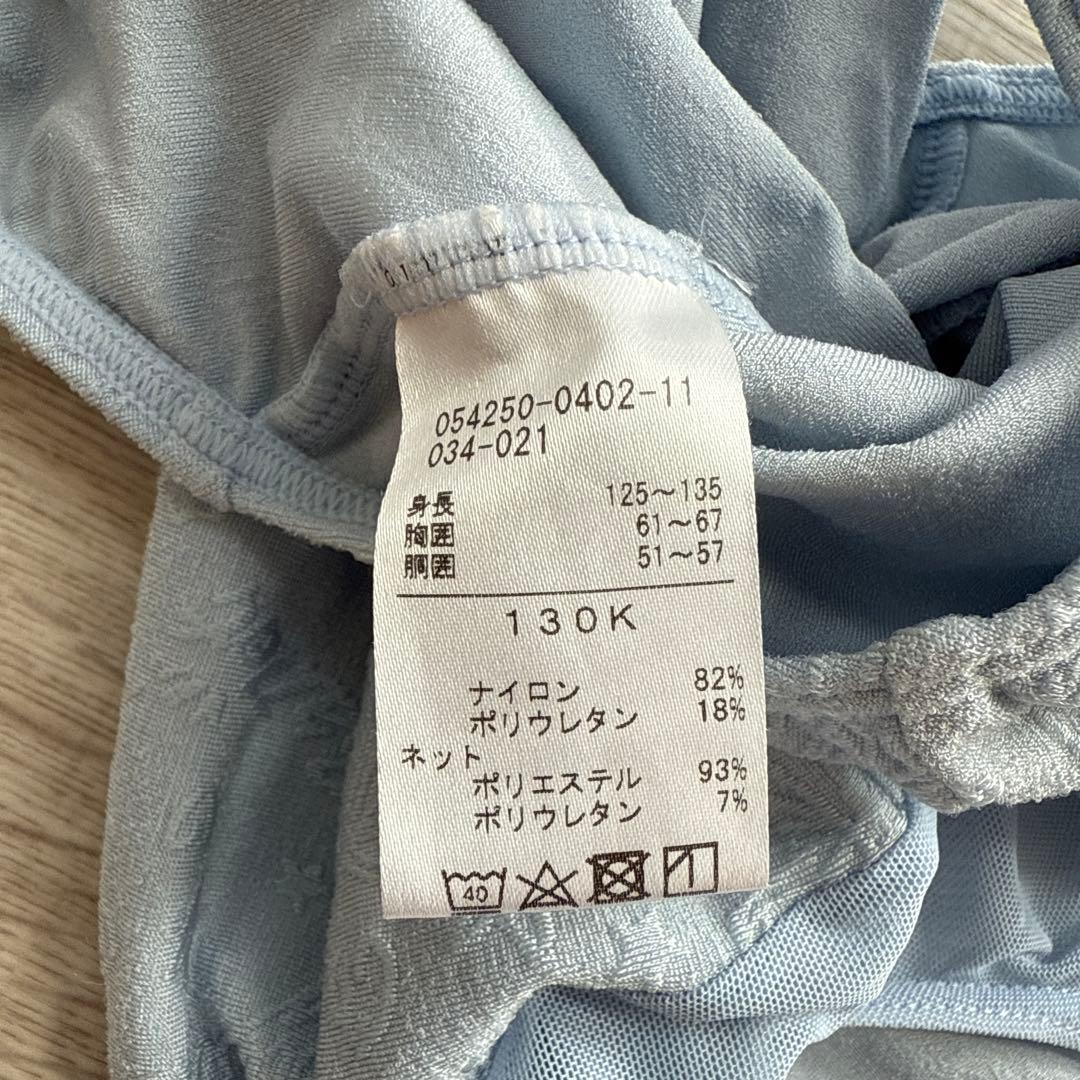 054250-0402-11
034-021
身長 125〜135
胸囲 61〜67
胴囲 51〜57
130K
ナイロン 82%
ポリウレタン 18%
ネット
ポリエステル 93%
ポリウレタン 7%
40